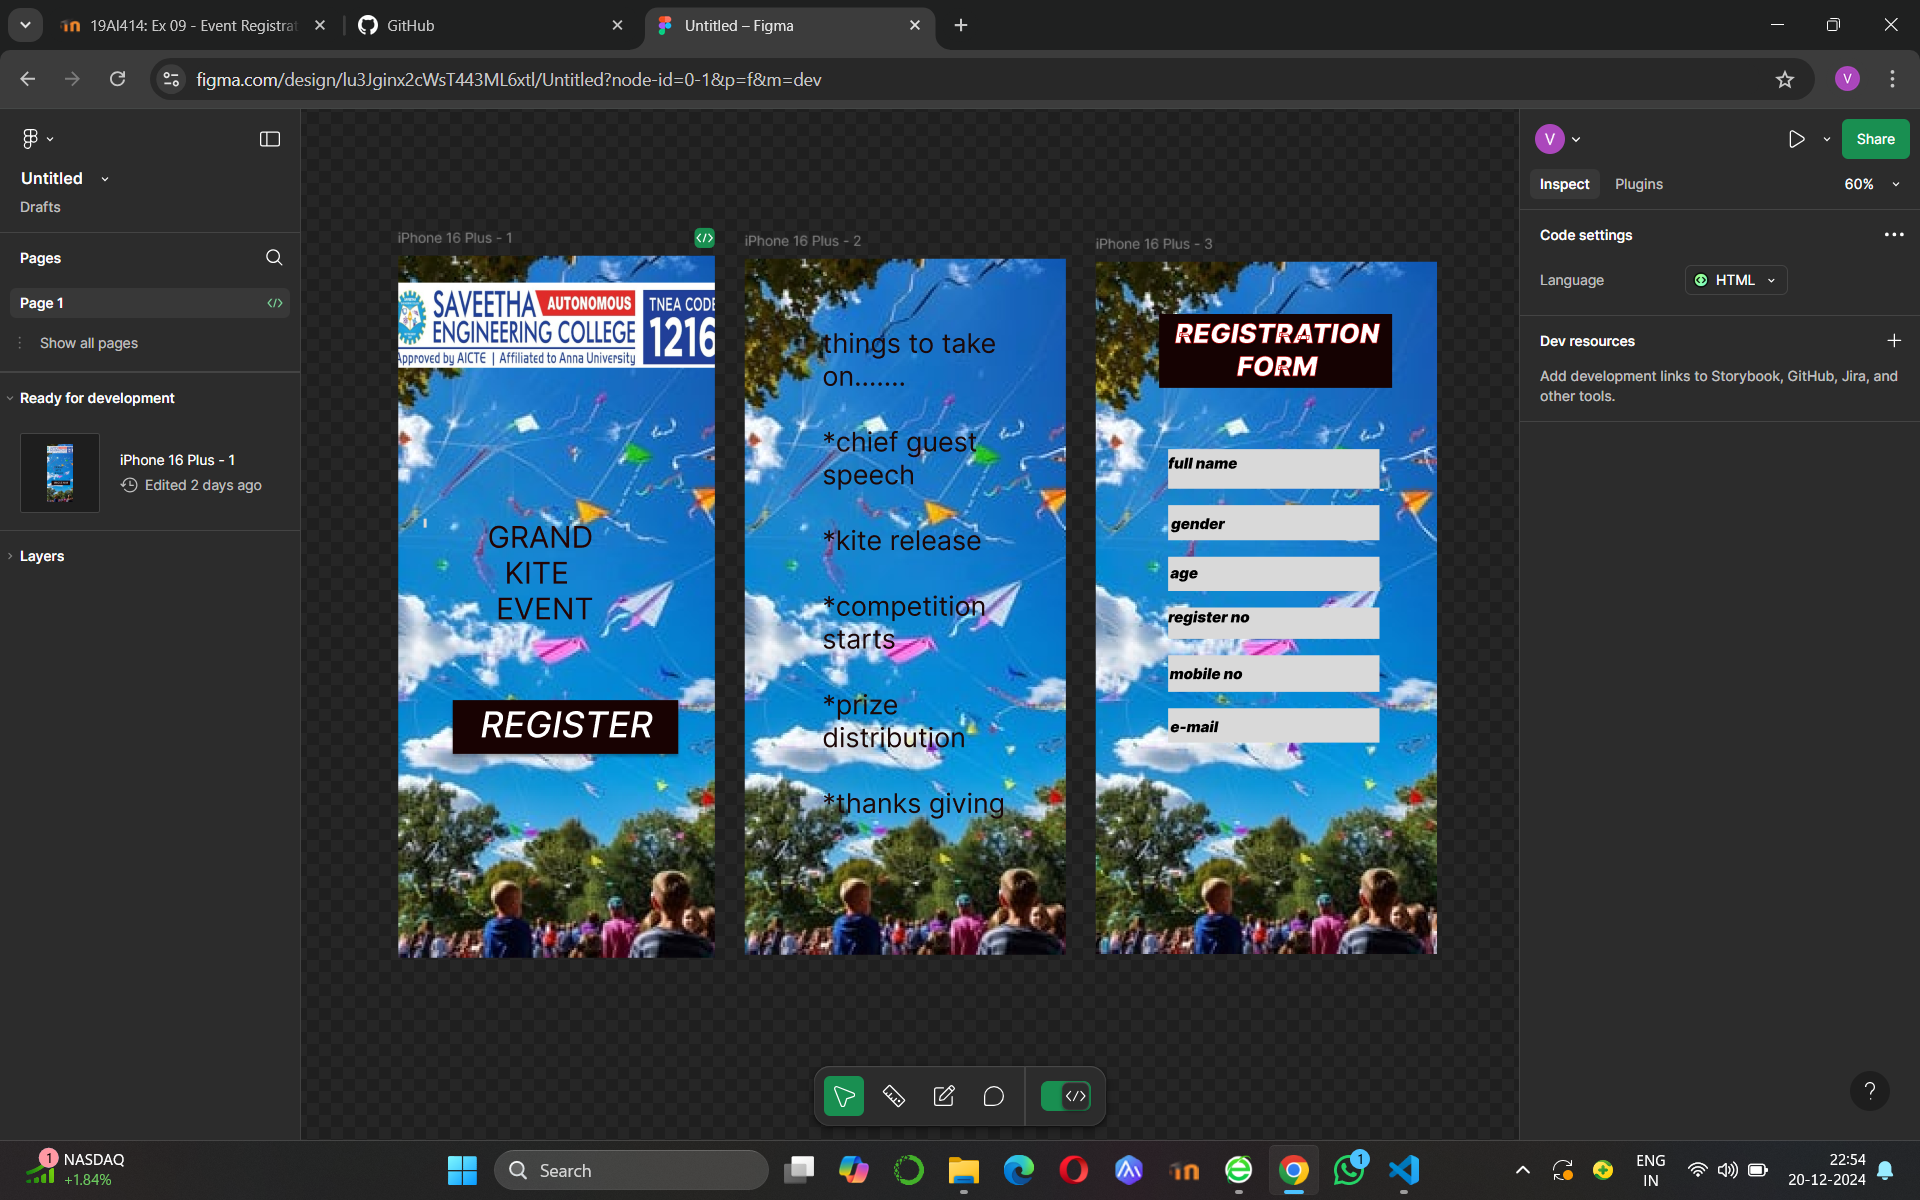 19AI414: Ex 09 - Event Registrat
GitHub
Untitled – Figma
figma.com/design/lu3Jginx2cWsT443ML6xtl/Untitled?node-id=0-1&p=f&m=dev
V
Untitled
Drafts
Pages
Page 1
Show all pages
Ready for development
iPhone 16 Plus - 1
Edited 2 days ago
Layers
iPhone 16 Plus - 1
SAVEETHA AUTONOMOUS
ENGINEERING COLLEGE
Approved by AICTE | Affiliated to Anna University
TNEA CODE
1216
GRAND
KITE
EVENT
REGISTER
iPhone 16 Plus - 2
things to take
on.......
*chief guest
speech
*kite release
*competition
starts
*prize
distribution
*thanks giving
iPhone 16 Plus - 3
REGISTRATION
FORM
full name
gender
age
register no
mobile no
e-mail
V
Share
Inspect
Plugins
60%
Code settings
Language
HTML
Dev resources
Add development links to Storybook, GitHub, Jira, and
other tools.
?
1
NASDAQ
+1.84%
Search
1
ENG
IN
22:54
20-12-2024